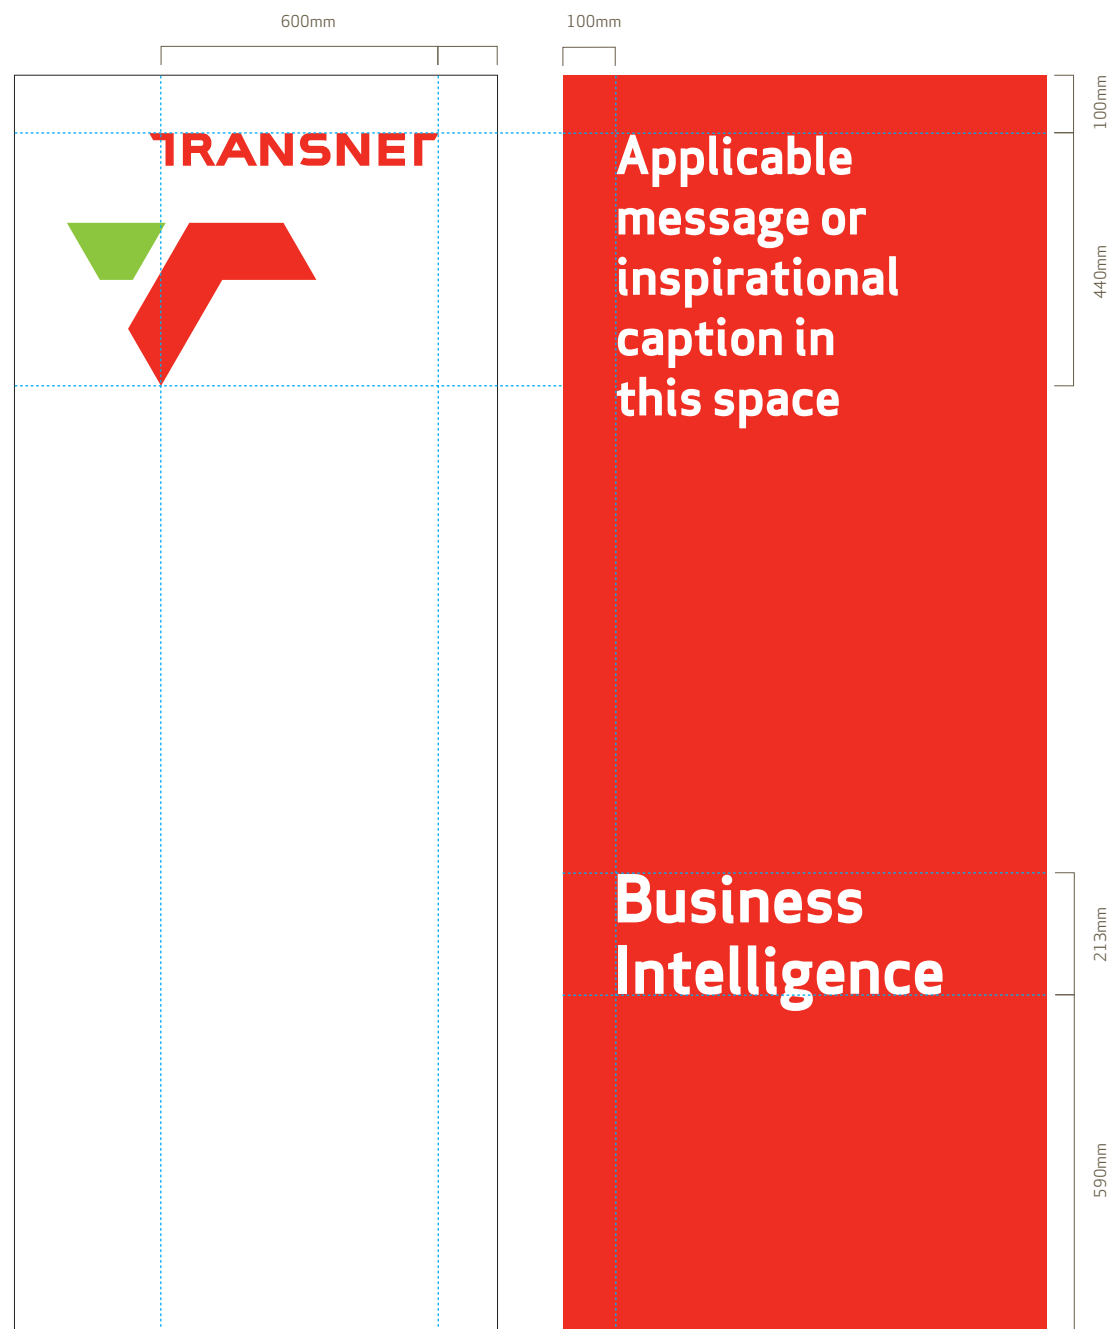 600mm
100mm
TRANSNET
Applicable
message or
inspirational
caption in
this space
Business
Intelligence
100mm
440mm
213mm
590mm